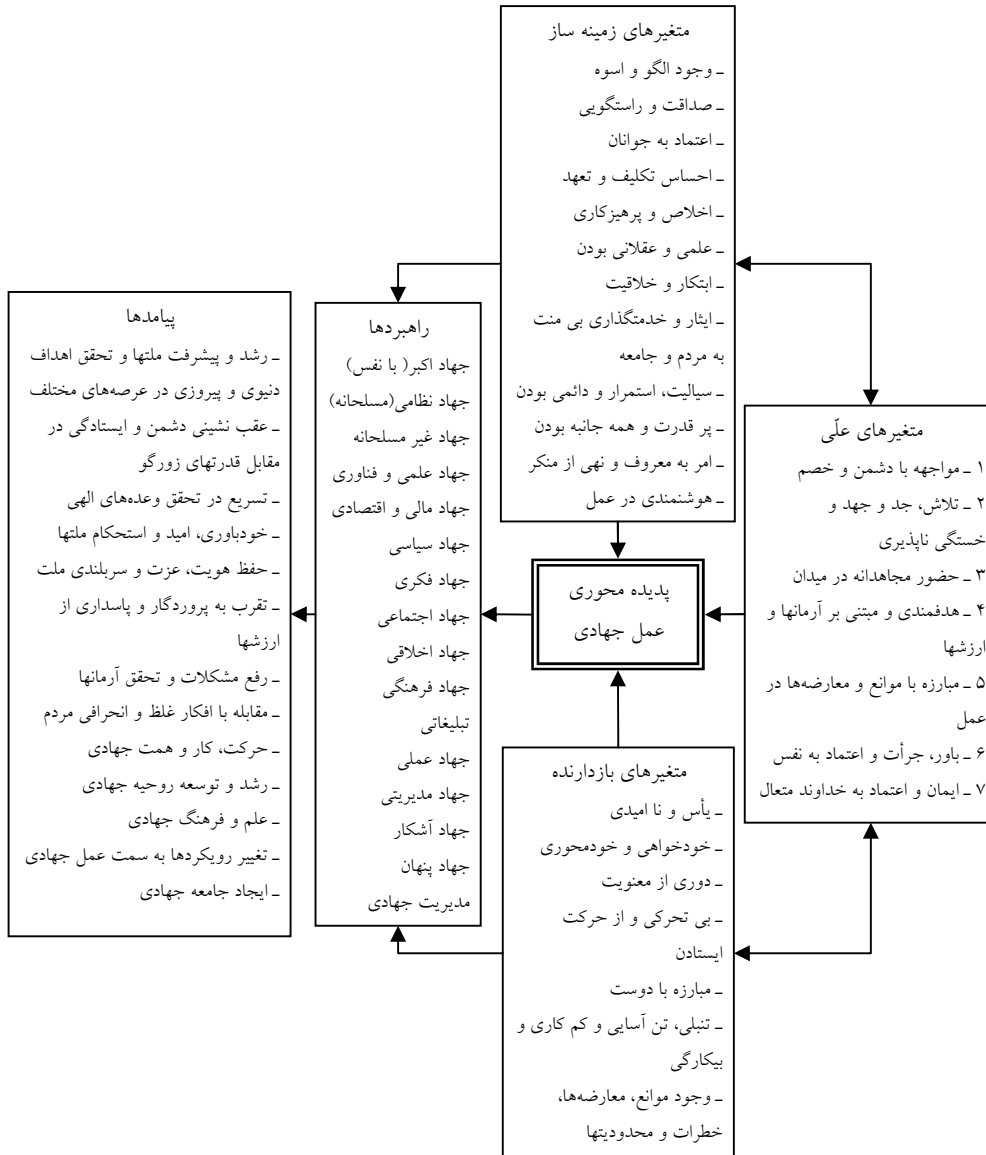 متغیرهای زمینه ساز
ـ وجود الگو و اسوه
ـ صداقت و راستگویی
ـ اعتماد به جوانان
ـ احساس تکلیف و تعهد
ـ اخلاص و پرهیزکاری
ـ علمی و عقلانی بودن
ـ ابتکار و خلاقیت
ـ ایثار و خدمتگذاری بی منت
به مردم و جامعه
ـ سیالیت، استمرار و دائمی بودن
ـ پر قدرت و همه جانبه بودن
ـ امر به معروف و نهی از منکر
ـ هوشنمندی در عمل
متغیرهای علّی
۱ ـ مواجهه با دشمن و خصم
۲ ـ تلاش، جد و جهد و
خستگی ناپذیری
۳ ـ حضور مجاهدانه در میدان
۴ ـ هدفمندی و مبتنی بر آرمانها و
ارزشها
۵ ـ مبارزه با موانع و معارضه‌ها در
عمل
۶ ـ باور، جرأت و اعتماد به نفس
۷ ـ ایمان و اعتماد به خداوند متعال
پدیده محوری
عمل جهادی
متغیرهای بازدارنده
ـ یأس و نا امیدی
ـ خودخواهی و خودمحوری
ـ دوری از معنویت
ـ بی تحرکی و از حرکت
ایستادن
ـ مبارزه با دوست
ـ تنبلی، تن آسایی و کم کاری و
بیکارگی
ـ وجود موانع، معارضه‌ها،
خطرات و محدودیتها
راهبردها
جهاد اکبر( با نفس)
جهاد نظامی(مسلحانه)
جهاد غیر مسلحانه
جهاد علمی و فناوری
جهاد مالی و اقتصادی
جهاد سیاسی
جهاد فکری
جهاد اجتماعی
جهاد اخلاقی
جهاد فرهنگی
تبلیغاتی
جهاد عملی
جهاد مدیریتی
جهاد آشکار
جهاد پنهان
مدیریت جهادی
پیامدها
ـ رشد و پیشرفت ملتها و تحقق اهداف
دنیوی و پیروزی در عرصه‌های مختلف
ـ عقب نشینی دشمن و ایستادگی در
مقابل قدرتهای زورگو
ـ تسریع در تحقق وعده‌های الهی
ـ خودباوری، امید و استحکام ملتها
ـ حفظ هویت، عزت و سربلندی ملت
ـ تقرب به پروردگار و پاسداری از
ارزشها
ـ رفع مشکلات و تحقق آرمانها
ـ مقابله با افکار غلظ و انحرافی مردم
ـ حرکت، کار و همت جهادی
ـ رشد و توسعه روحیه جهادی
ـ علم و فرهنگ جهادی
ـ تغییر رویکردها به سمت عمل جهادی
ـ ایجاد جامعه جهادی